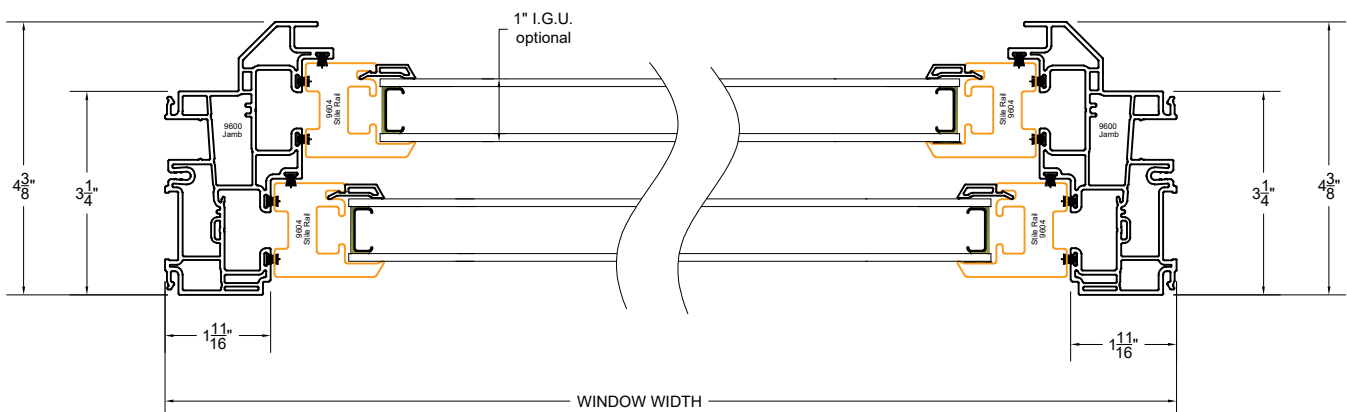 1" I.G.U.
optional
9604
Stile Rail
Stile Rail
9604
9600
Jamb
9600
Jamb
4 3/8"
3 1/4"
3 1/4"
4 3/8"
9604
Stile Rail
Stile Rail
9604
1 11/16"
1 11/16"
WINDOW WIDTH